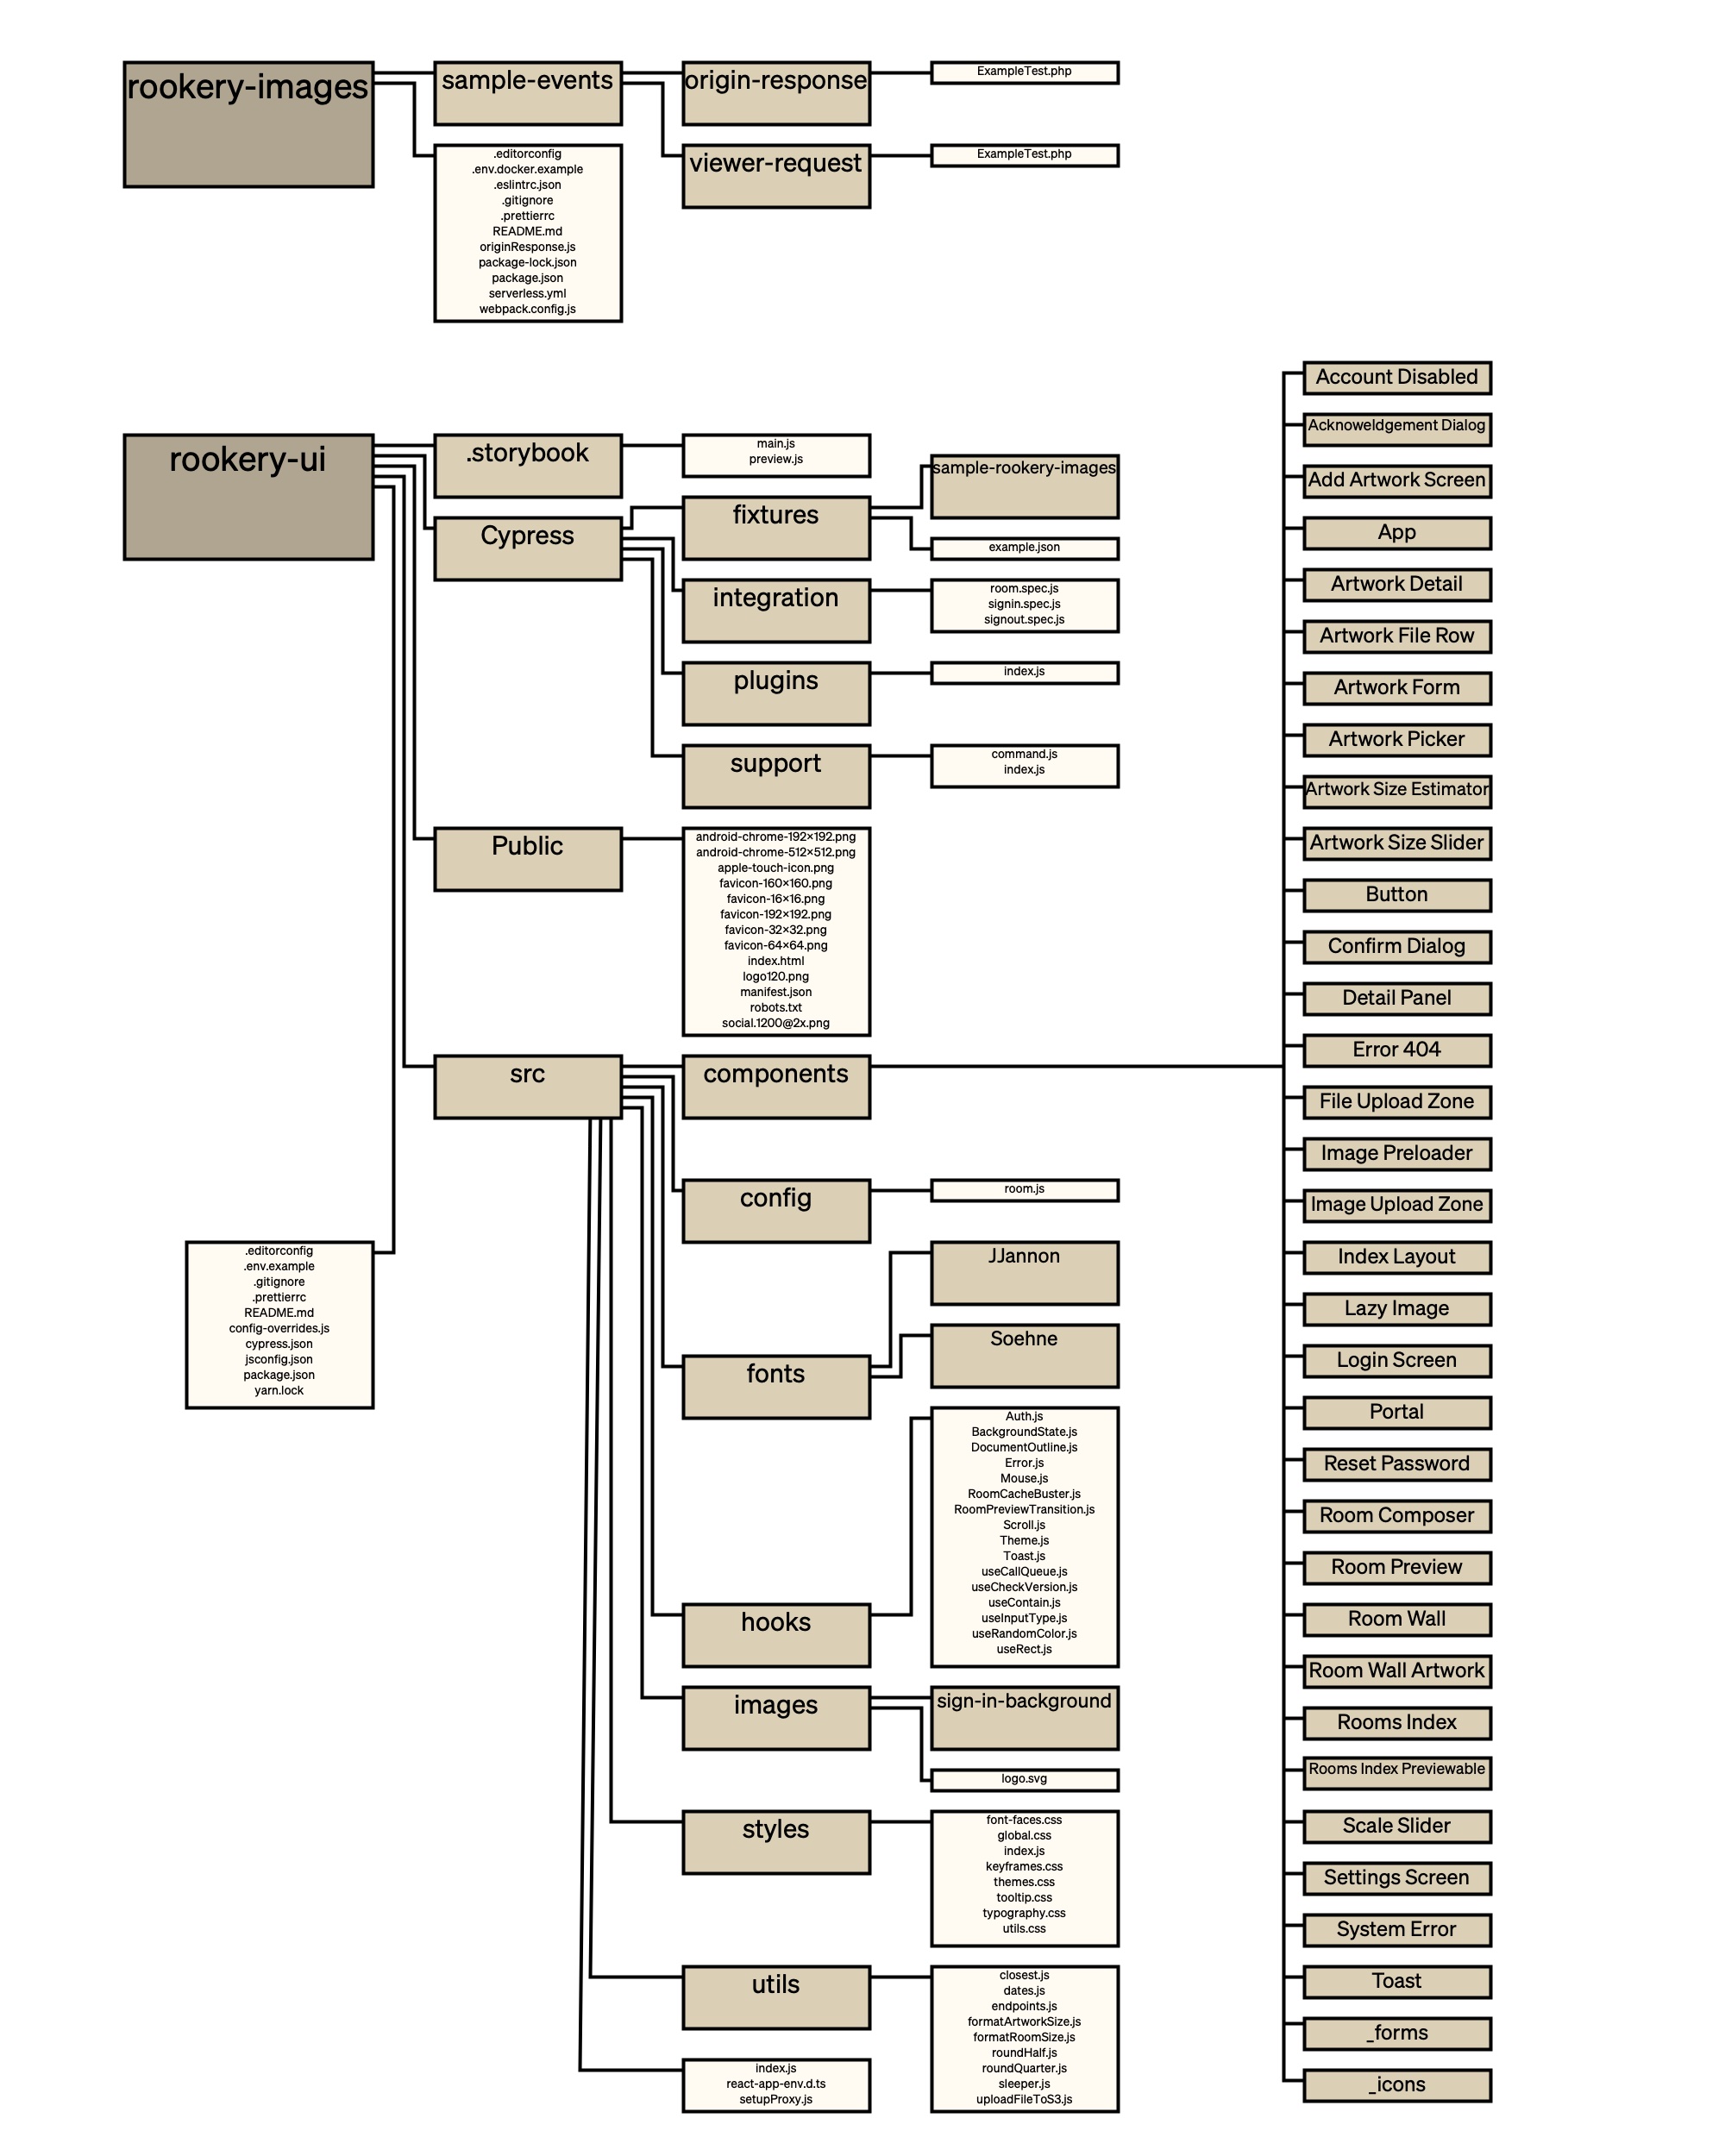 rookery-images
sample-events
origin-response
ExampleTest.php
viewer-request
ExampleTest.php
.editorconfig
.env.docker.example
.eslintrc.json
.gitignore
.prettierrc
README.md
originResponse.js
package-lock.json
package.json
serverless.yml
webpack.config.js
rookery-ui
.storybook
main.js
preview.js
Cypress
fixtures
sample-rookery-images
example.json
integration
room.spec.js
signin.spec.js
signout.spec.js
plugins
index.js
support
command.js
index.js
Public
android-chrome-192×192.png
android-chrome-512×512.png
apple-touch-icon.png
favicon-160×160.png
favicon-16×16.png
favicon-192×192.png
favicon-32×32.png
favicon-64×64.png
index.html
logo120.png
manifest.json
robots.txt
social.1200@2x.png
src
components
config
room.js
fonts
JJannon
Soehne
hooks
Auth.js
BackgroundState.js
DocumentOutline.js
Error.js
Mouse.js
RoomCacheBuster.js
RoomPreviewTransition.js
Scroll.js
Theme.js
Toast.js
useCallQueue.js
useCheckVersion.js
useContain.js
useInputType.js
useRandomColor.js
useRect.js
images
sign-in-background
logo.svg
styles
font-faces.css
global.css
index.js
keyframes.css
themes.css
tooltip.css
typography.css
utils.css
utils
closest.js
dates.js
endpoints.js
formatArtworkSize.js
formatRoomSize.js
roundHalf.js
roundQuarter.js
sleeper.js
uploadFileToS3.js
index.js
react-app-env.d.ts
setupProxy.js
.editorconfig
.env.example
.gitignore
.prettierrc
README.md
config-overrides.js
cypress.json
jsconfig.json
package.json
yarn.lock
Account Disabled
Acknoweldgement Dialog
Add Artwork Screen
App
Artwork Detail
Artwork File Row
Artwork Form
Artwork Picker
Artwork Size Estimator
Artwork Size Slider
Button
Confirm Dialog
Detail Panel
Error 404
File Upload Zone
Image Preloader
Image Upload Zone
Index Layout
Lazy Image
Login Screen
Portal
Reset Password
Room Composer
Room Preview
Room Wall
Room Wall Artwork
Rooms Index
Rooms Index Previewable
Scale Slider
Settings Screen
System Error
Toast
_forms
_icons